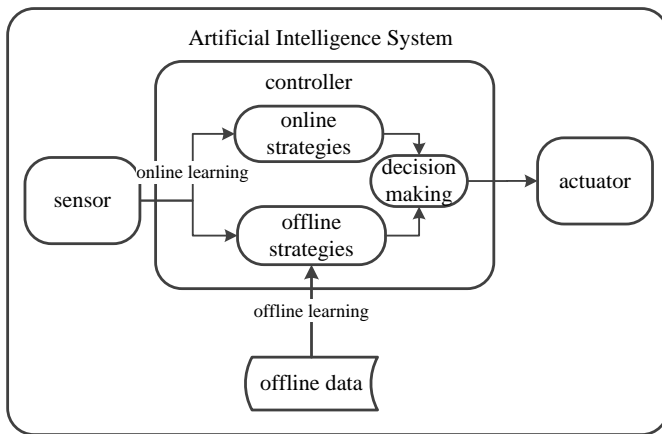 Artificial Intelligence System
controller
online
strategies
online learning
sensor
decision
making
actuator
offline
strategies
offline learning
offline data